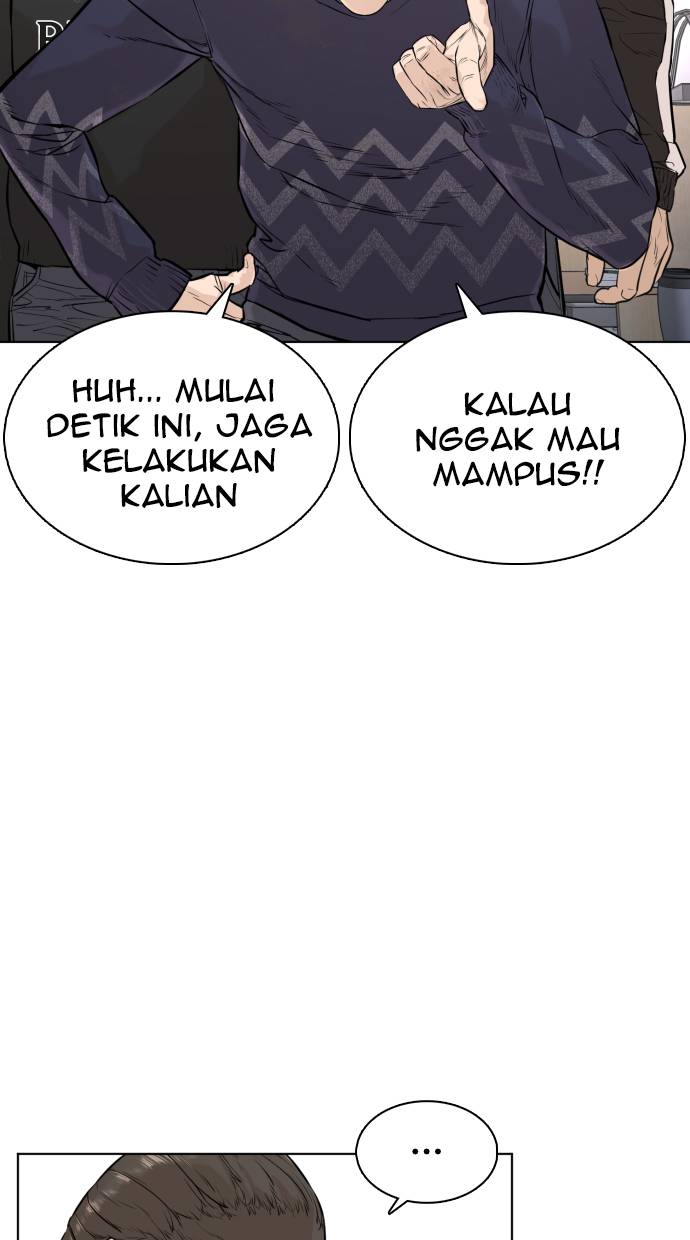 HUH... MULAI
DETIK INI, JAGA
KELAKUKAN
KALIAN
KALAU
NGGAK MAU
MAMPUS!!
...